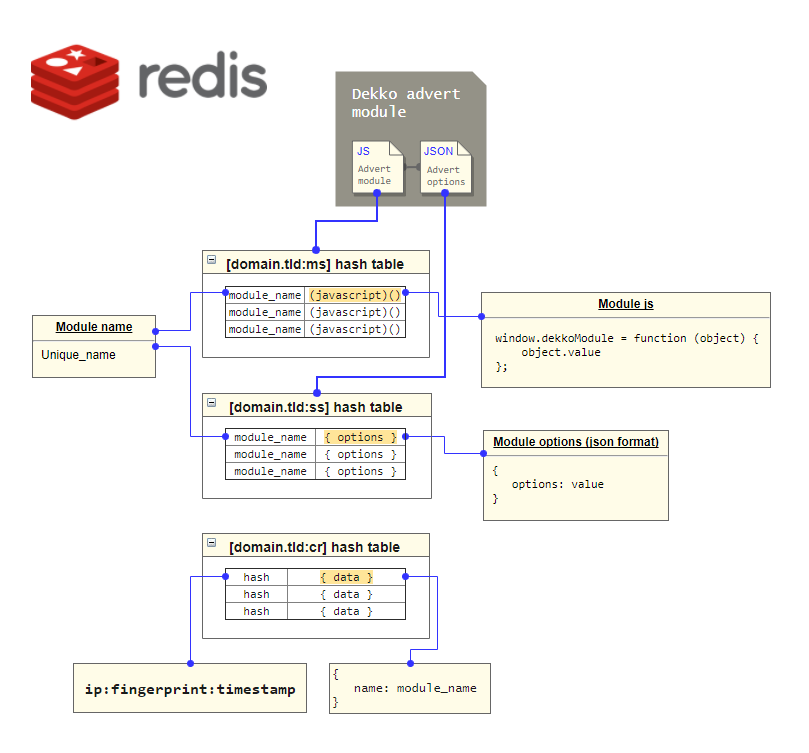 redis
Dekko advert
module
JS
Advert
module
JSON
Advert
options
[domain.tld:ms] hash table
module_name (javascript)()
module_name (javascript)()
module_name (javascript)()
Module name
Unique_name
Module js
window.dekkoModule = function (object) {
object.value
};
[domain.tld:ss] hash table
module_name { options }
module_name { options }
module_name { options }
Module options (json format)
{
options: value
}
[domain.tld:cr] hash table
hash { data }
hash { data }
hash { data }
ip:fingerprint:timestamp
{
name: module_name
}